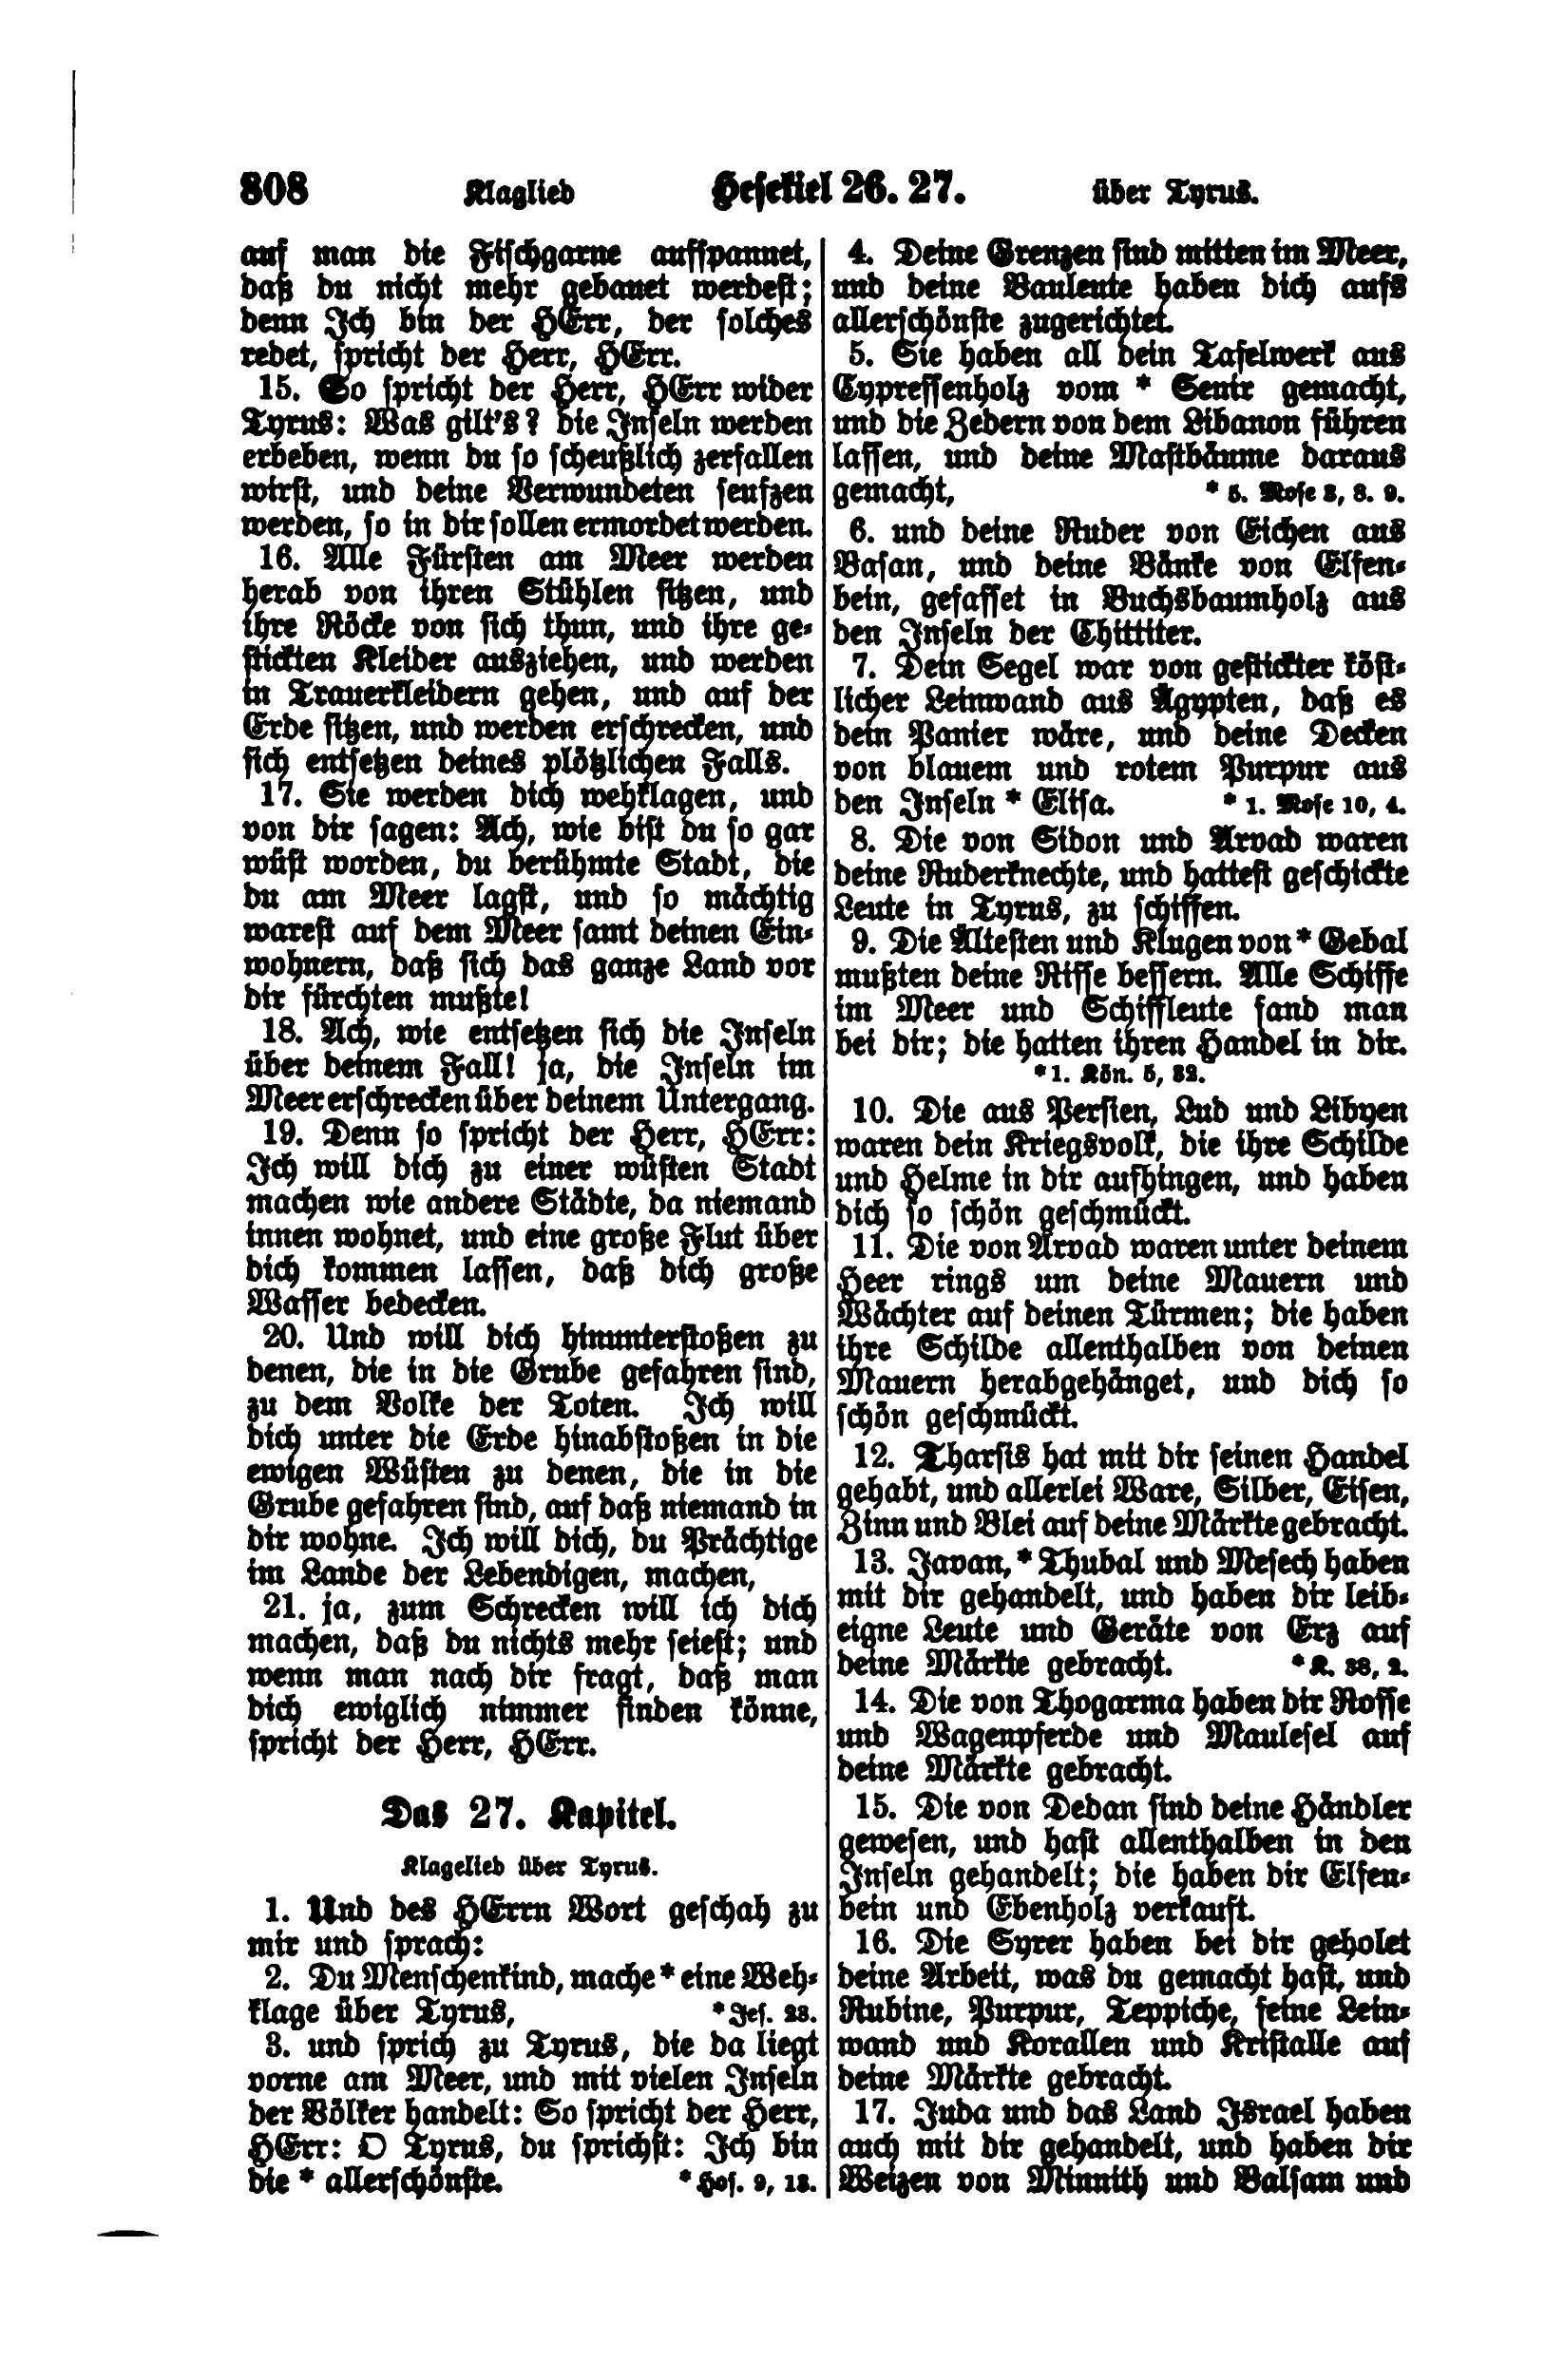 808 Klaglied Hesekiel 26. 27. über Tyrus.
auf man die Fischgarne aufspannet,
daß du nicht mehr gebauet werdest;
denn Ich bin der HErr, der solches
redet, spricht der Herr, HErr.
15. So spricht der Herr, HErr wider
Tyrus: Was gilt's? die Inseln werden
erbeben, wenn du so scheußlich zerfallen
wirst, und deine Verwundeten seufzen
werden, so in dir sollen ermordet werden.
16. Alle Fürsten am Meer werden
herab von ihren Stühlen sitzen, und
ihre Röcke von sich thun, und ihre ge-
stickten Kleider ausziehen, und werden
in Trauerkleidern gehen, und auf der
Erde sitzen, und werden erschrecken, und
sich entsetzen deines plötzlichen Falls.
17. Sie werden dich wehklagen, und
von dir sagen: Ach, wie bist du so gar
wüst worden, du berühmte Stadt, die
du am Meer lagst, und so mächtig
warest auf dem Meer samt deinen Ein-
wohnern, daß sich das ganze Land vor
dir fürchten mußte!
18. Ach, wie entsetzen sich die Inseln
über deinem Fall! ja, die Inseln im
Meer erschrecken über deinem Untergang.
19. Denn so spricht der Herr, HErr:
Ich will dich zu einer wüsten Stadt
machen wie andere Städte, da niemand
innen wohnet, und eine große Flut über
dich kommen lassen, daß dich große
Wasser bedecken.
20. Und will dich hinunterstoßen zu
denen, die in die Grube gefahren sind,
zu dem Volke der Toten. Ich will
dich unter die Erde hinabstoßen in die
ewigen Wüsten zu denen, die in die
Grube gefahren sind, auf daß niemand in
dir wohne. Ich will dich, du Prächtige
im Lande der Lebendigen, machen,
21. ja, zum Schrecken will ich dich
machen, daß du nichts mehr seiest; und
wenn man nach dir fragt, daß man
dich ewiglich nimmer finden könne,
spricht der Herr, HErr.
Das 27. Kapitel.
Klagelied über Tyrus.
1. Und des HErrn Wort geschah zu
mir und sprach:
2. Du Menschenkind, mache * eine Weh-
klage über Tyrus, * Jes. 23.
3. und sprich zu Tyrus, die da liegt
vorne am Meer, und mit vielen Inseln
der Völker handelt: So spricht der Herr,
HErr: O Tyrus, du sprichst: Ich bin
die * allerschönste. * Hos. 9, 13.
4. Deine Grenzen sind mitten im Meer,
und deine Bauleute haben dich aufs
allerschönste zugerichtet.
5. Sie haben all dein Tafelwerk aus
Cypressenholz vom * Senir gemacht,
und die Zedern von dem Libanon führen
lassen, und deine Mastbäume daraus
gemacht, * 5. Mose 3, 8. 9.
6. und deine Ruder von Eichen aus
Basan, und deine Bänke von Elfen-
bein, gefasset in Buchsbaumholz aus
den Inseln der Chittiter.
7. Dein Segel war von gestickter köst-
licher Leinwand aus Ägypten, daß es
dein Panier wäre, und deine Decken
von blauem und rotem Purpur aus
den Inseln * Elisa. * 1. Mose 10, 4.
8. Die von Sidon und Arvad waren
deine Ruderknechte, und hattest geschickte
Leute in Tyrus, zu schiffen.
9. Die Ältesten und Klugen von * Gebal
mußten deine Risse bessern. Alle Schiffe
im Meer und Schiffleute fand man
bei dir; die hatten ihren Handel in dir.
* 1. Kön. 5, 32.
10. Die aus Persien, Lud und Libyen
waren dein Kriegsvolk, die ihre Schilde
und Helme in dir aufhingen, und haben
dich so schön geschmückt.
11. Die von Arvad waren unter deinem
Heer rings um deine Mauern und
Wächter auf deinen Türmen; die haben
ihre Schilde allenthalben von deinen
Mauern herabgehänget, und dich so
schön geschmückt.
12. Tharsis hat mit dir seinen Handel
gehabt, und allerlei Ware, Silber, Eisen,
Zinn und Blei auf deine Märkte gebracht.
13. Javan, * Thubal und Mesech haben
mit dir gehandelt, und haben dir leib-
eigne Leute und Geräte von Erz auf
deine Märkte gebracht. * K. 38, 2.
14. Die von Thogarma haben dir Rosse
und Wagenpferde und Maulesel auf
deine Märkte gebracht.
15. Die von Dedan sind deine Händler
gewesen, und hast allenthalben in den
Inseln gehandelt; die haben dir Elfen-
bein und Ebenholz verkauft.
16. Die Syrer haben bei dir geholet
deine Arbeit, was du gemacht hast, und
Rubine, Purpur, Teppiche, feine Lein-
wand und Korallen und Kristalle auf
deine Märkte gebracht.
17. Juda und das Land Israel haben
auch mit dir gehandelt, und haben dir
Weizen von Minnith und Balsam und